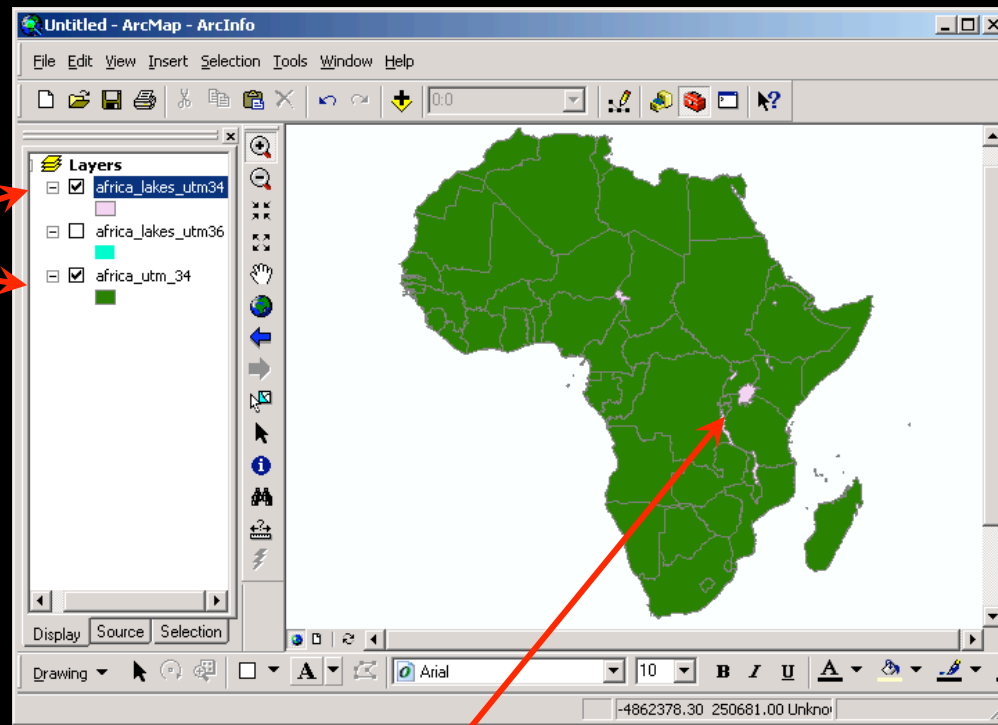 Untitled - ArcMap - ArcInfo
File Edit View Insert Selection Tools Window Help
0:0
Layers
africa_lakes_utm34
africa_lakes_utm36
africa_utm_34
Display Source Selection
Drawing A Arial 10 B I U A
-4862378.30 250681.00 Unkno